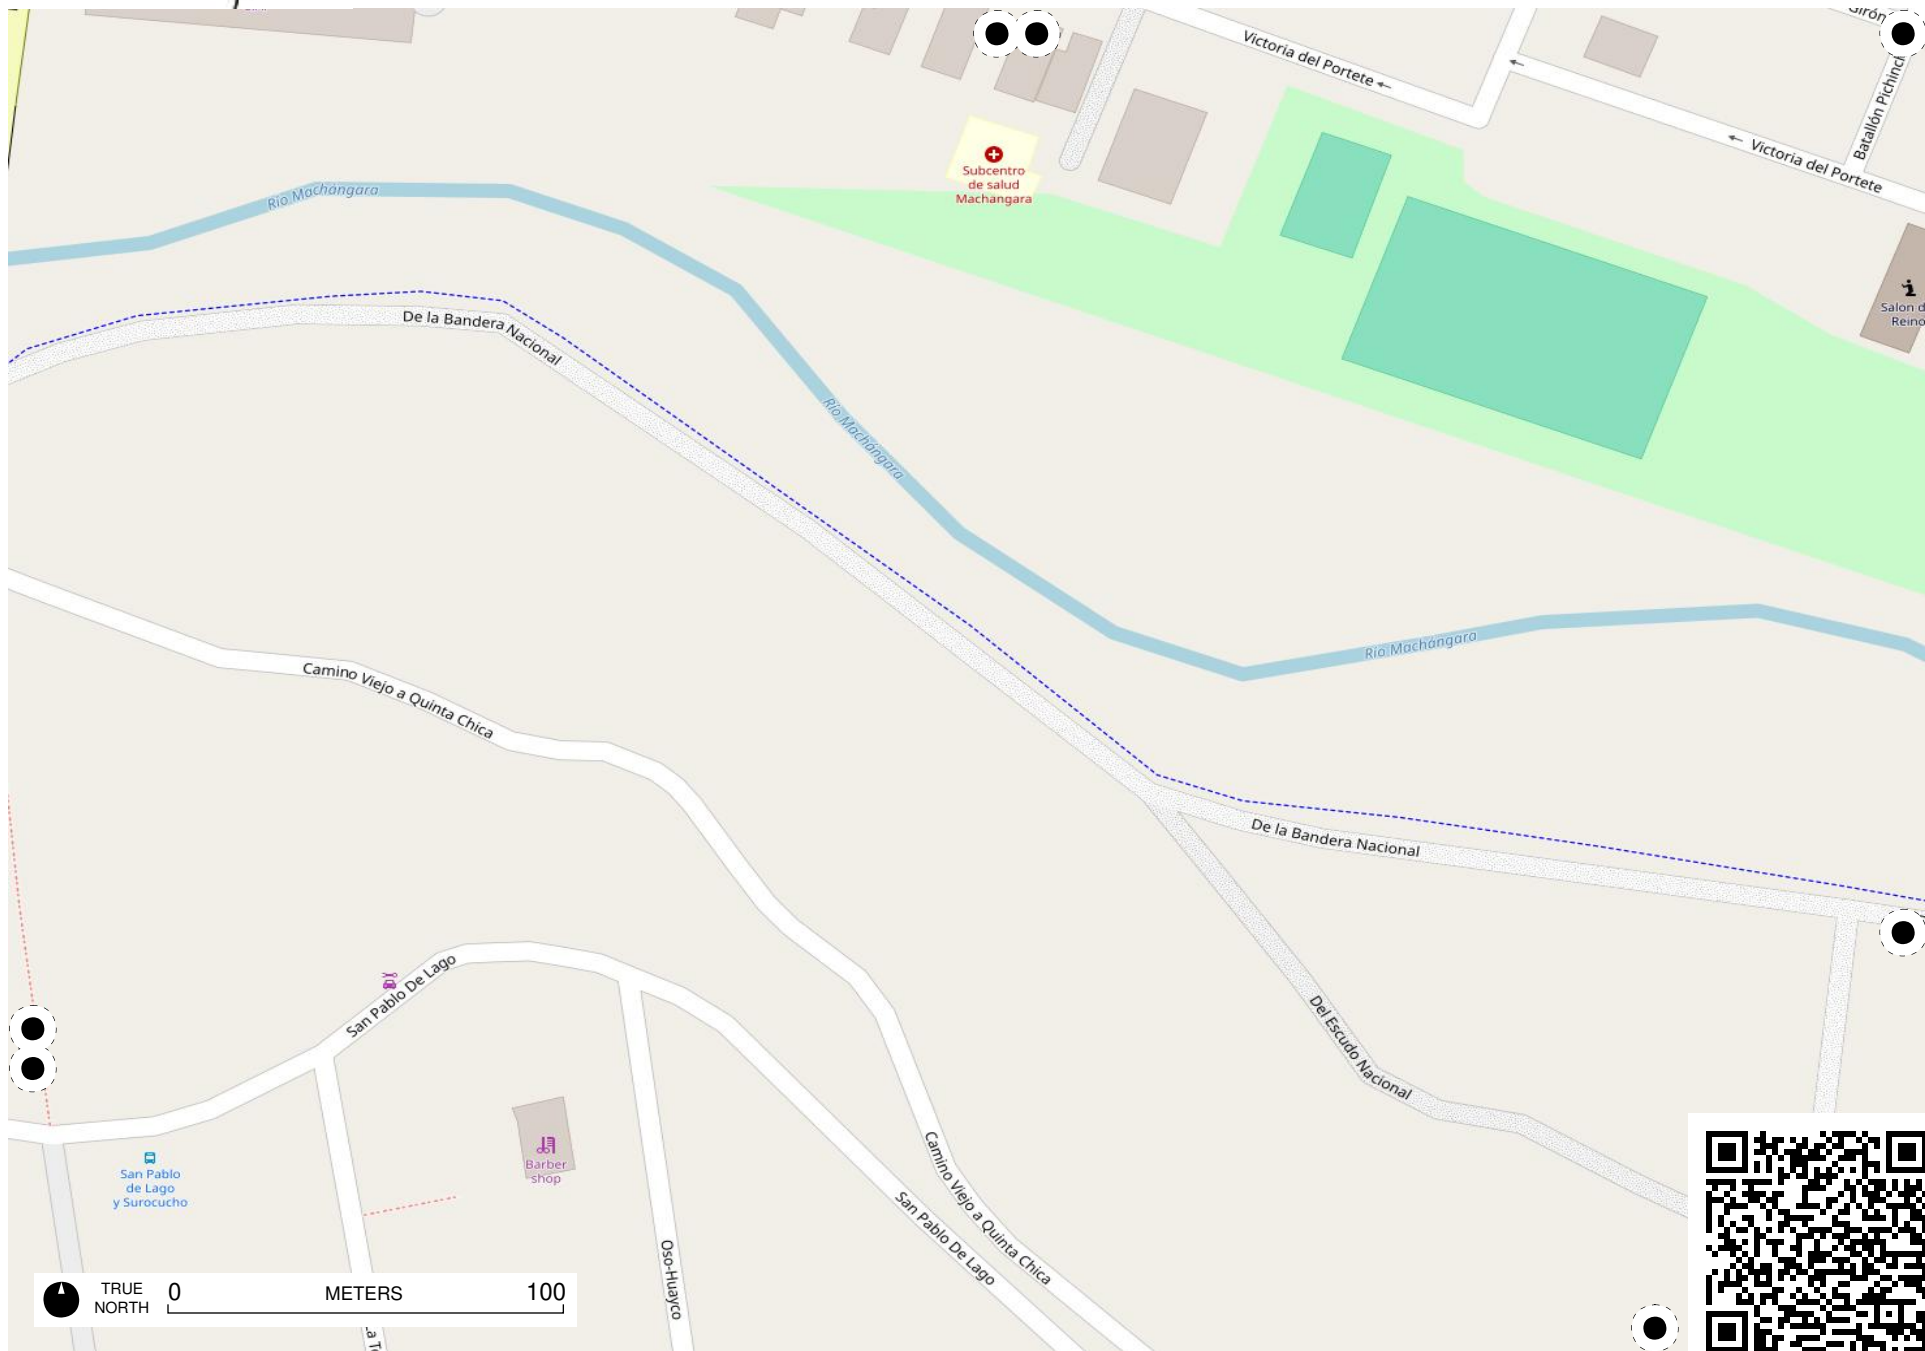 Victoria del Portete
Batallón Pichinch
Victoria del Portete
Subcentro
de salud
Machangara
Río Machángara
Salon d
Reino
De la Bandera Nacional
Río Machángara
Río Machángara
Camino Viejo a Quinta Chica
De la Bandera Nacional
San Pablo De Lago
Del Escudo Nacional
Barber
shop
San Pablo
de Lago
y Surocucho
Camino Viejo a Quinta Chica
San Pablo De Lago
Oso-Huayco
TRUE
NORTH
0 METERS 100